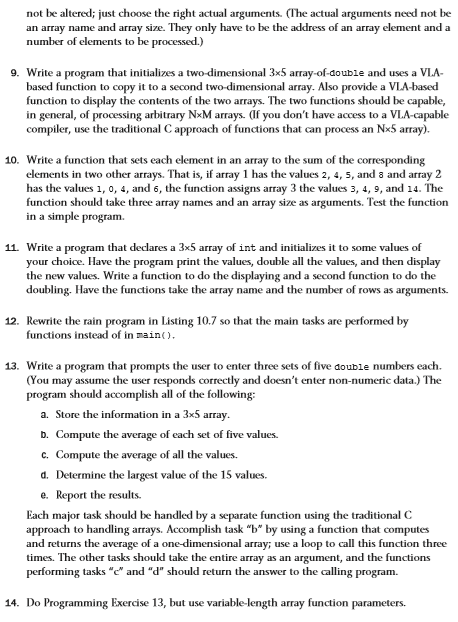 not be altered; just choose the right actual arguments. (The actual arguments need not be
an array name and array size. They only have to be the address of an array element and a
number of elements to be processed.)
9. Write a program that initializes a two-dimensional 3×5 array-of-double and uses a VLA-
based function to copy it to a second two-dimensional array. Also provide a VLA-based
function to display the contents of the two arrays. The two functions should be capable,
in general, of processing arbitrary N×M arrays. (If you don't have access to a VLA-capable
compiler, use the traditional C approach of functions that can process an N×5 array).
10. Write a function that sets each element in an array to the sum of the corresponding
elements in two other arrays. That is, if array 1 has the values 2, 4, 5, and 8 and array 2
has the values 1, 0, 4, and 6, the function assigns array 3 the values 3, 4, 9, and 14. The
function should take three array names and an array size as arguments. Test the function
in a simple program.
11. Write a program that declares a 3×5 array of int and initializes it to some values of
your choice. Have the program print the values, double all the values, and then display
the new values. Write a function to do the displaying and a second function to do the
doubling. Have the functions take the array name and the number of rows as arguments.
12. Rewrite the rain program in Listing 10.7 so that the main tasks are performed by
functions instead of in main().
13. Write a program that prompts the user to enter three sets of five double numbers each.
(You may assume the user responds correctly and doesn't enter non-numeric data.) The
program should accomplish all of the following:
a. Store the information in a 3×5 array.
b. Compute the average of each set of five values.
c. Compute the average of all the values.
d. Determine the largest value of the 15 values.
e. Report the results.
Each major task should be handled by a separate function using the traditional C
approach to handling arrays. Accomplish task "b" by using a function that computes
and returns the average of a one-dimensional array; use a loop to call this function three
times. The other tasks should take the entire array as an argument, and the functions
performing tasks "c" and "d" should return the answer to the calling program.
14. Do Programming Exercise 13, but use variable-length array function parameters.